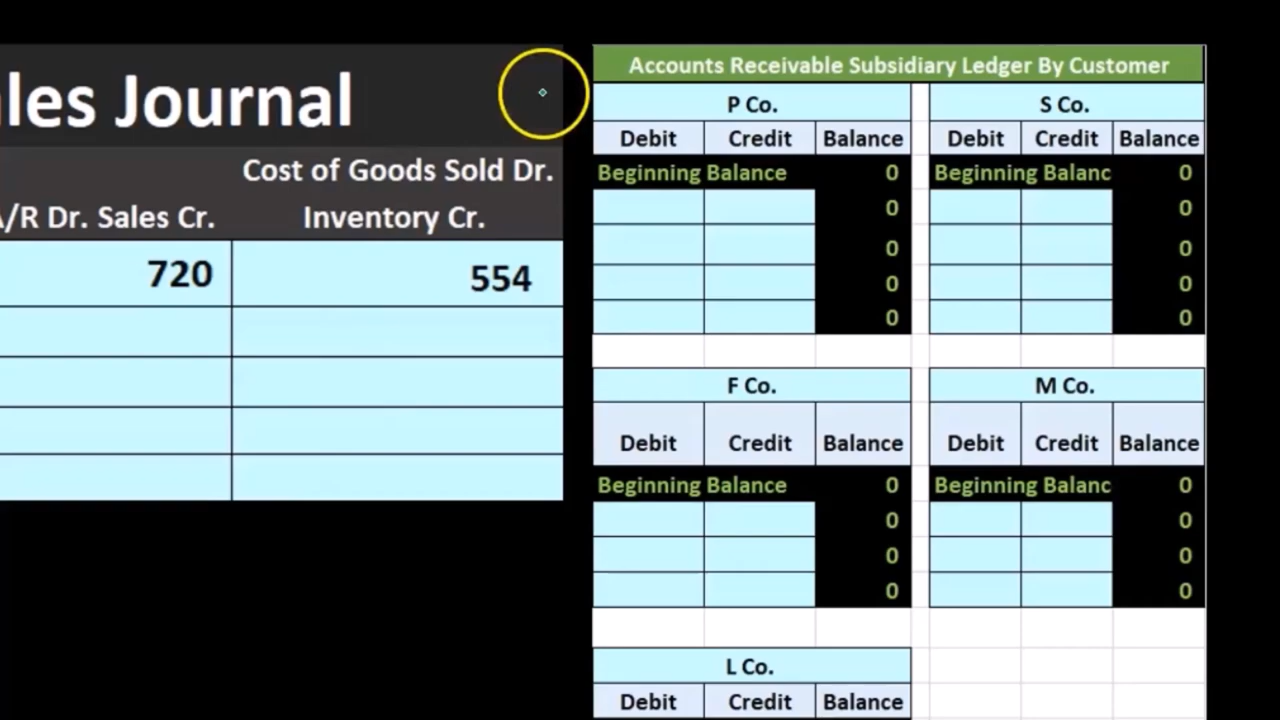 ales Journal
Cost of Goods Sold Dr.
A/R Dr. Sales Cr. Inventory Cr.
720 554
Accounts Receivable Subsidiary Ledger By Customer
P Co. S Co.
Debit Credit Balance Debit Credit Balance
Beginning Balance 0 Beginning Balanc 0
0 0
0 0
0 0
0 0
F Co. M Co.
Debit Credit Balance Debit Credit Balance
Beginning Balance 0 Beginning Balanc 0
0 0
0 0
0 0
L Co.
Debit Credit Balance